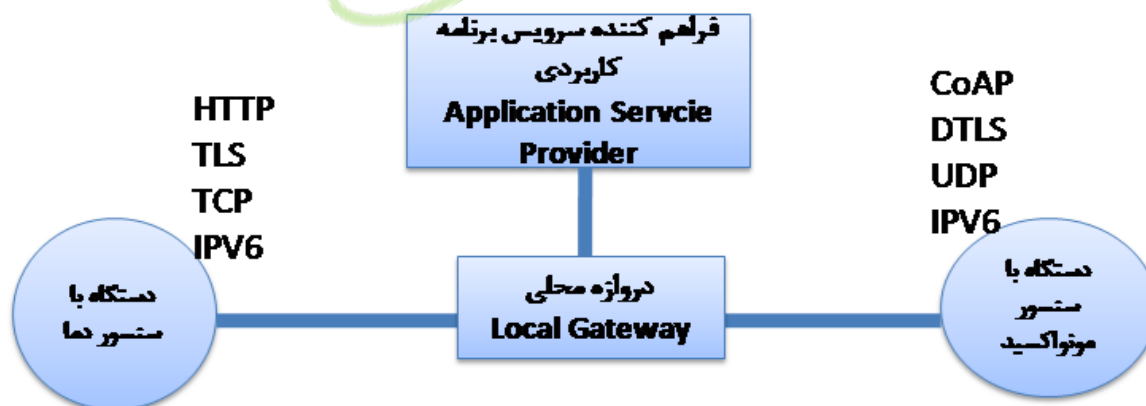 فراهم کننده سرویس برنامه
کاربردی
Application Servcie
Provider
HTTP
TLS
TCP
IPV6
CoAP
DTLS
UDP
IPV6
دستگاه با
سنسور دما
دروازه محلی
Local Gateway
دستگاه با
سنسور
مونواکسید